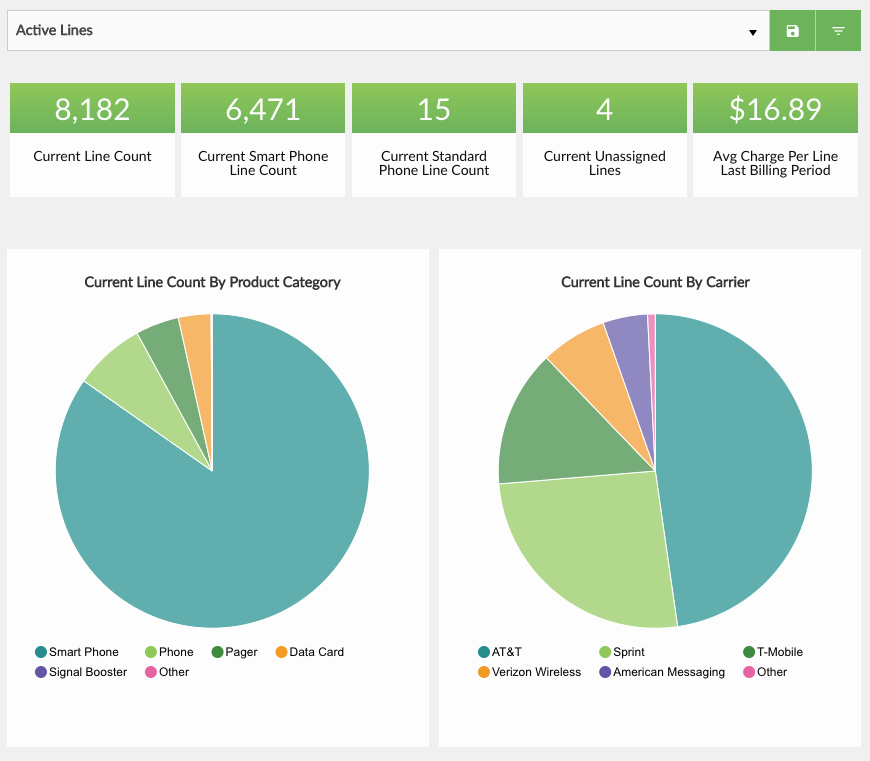 Active Lines
8,182
Current Line Count
6,471
Current Smart Phone
Line Count
15
Current Standard
Phone Line Count
4
Current Unassigned
Lines
$16.89
Avg Charge Per Line
Last Billing Period
Current Line Count By Product Category
Smart Phone
Phone
Pager
Data Card
Signal Booster
Other
Current Line Count By Carrier
AT&T
Sprint
T-Mobile
Verizon Wireless
American Messaging
Other